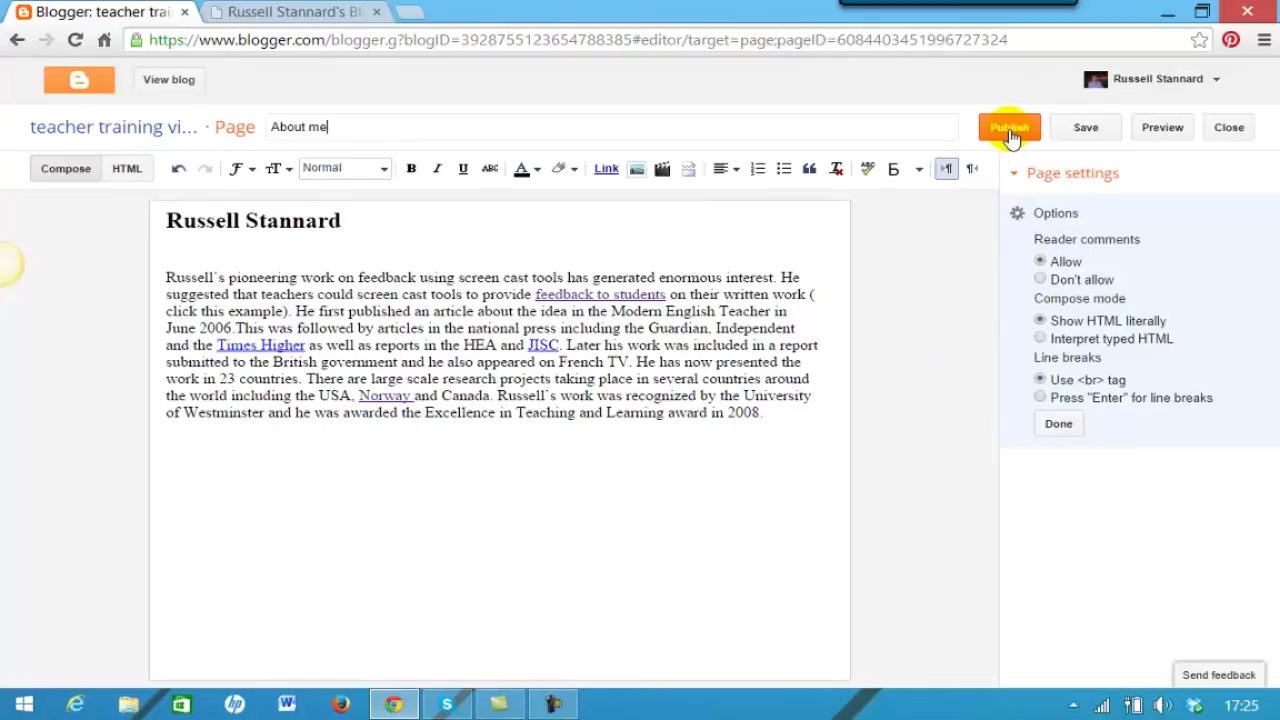 Blogger: teacher trai
Russell Stannard's Bl
https://www.blogger.com/blogger.g?blogID=3928755123654788385#editor/target=page;pageID=6084403451996727324
View blog
Russell Stannard
teacher training vi... · Page
About me
Publish
Save
Preview
Close
Compose
HTML
Normal
Link
Page settings
Russell Stannard
Russell`s pioneering work on feedback using screen cast tools has generated enormous interest. He
suggested that teachers could screen cast tools to provide feedback to students on their written work (
click this example). He first published an article about the idea in the Modern English Teacher in
June 2006.This was followed by articles in the national press including the Guardian, Independent
and the Times Higher as well as reports in the HEA and JISC. Later his work was included in a report
submitted to the British government and he also appeared on French TV. He has now presented the
work in 23 countries. There are large scale research projects taking place in several countries around
the world including the USA, Norway and Canada. Russell`s work was recognized by the University
of Westminster and he was awarded the Excellence in Teaching and Learning award in 2008.
Options
Reader comments
Allow
Don't allow
Compose mode
Show HTML literally
Interpret typed HTML
Line breaks
Use <br> tag
Press "Enter" for line breaks
Done
Send feedback
17:25